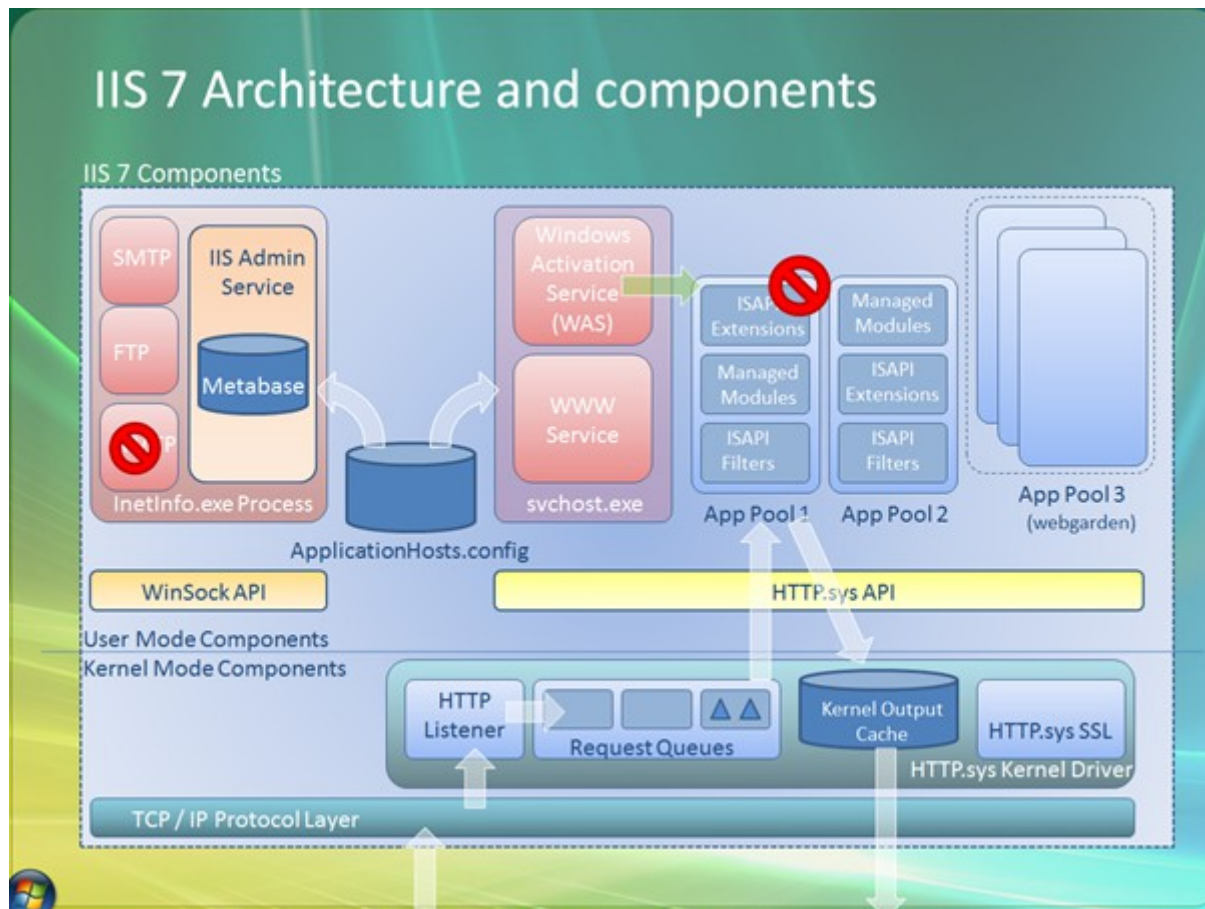 IIS 7 Architecture and components
IIS 7 Components
SMTP
FTP
IIS Admin
Service
Metabase
InetInfo.exe Process
ApplicationHosts.config
Windows
Activation
Service
(WAS)
WWW
Service
svchost.exe
Extensions
Managed
Modules
ISAPI
Filters
App Pool 1
Managed
Modules
ISAPI
Extensions
ISAPI
Filters
App Pool 2
App Pool 3
(webgarden)
WinSock API
HTTP.sys API
User Mode Components
Kernel Mode Components
HTTP
Listener
Request Queues
Kernel Output
Cache
HTTP.sys SSL
HTTP.sys Kernel Driver
TCP / IP Protocol Layer